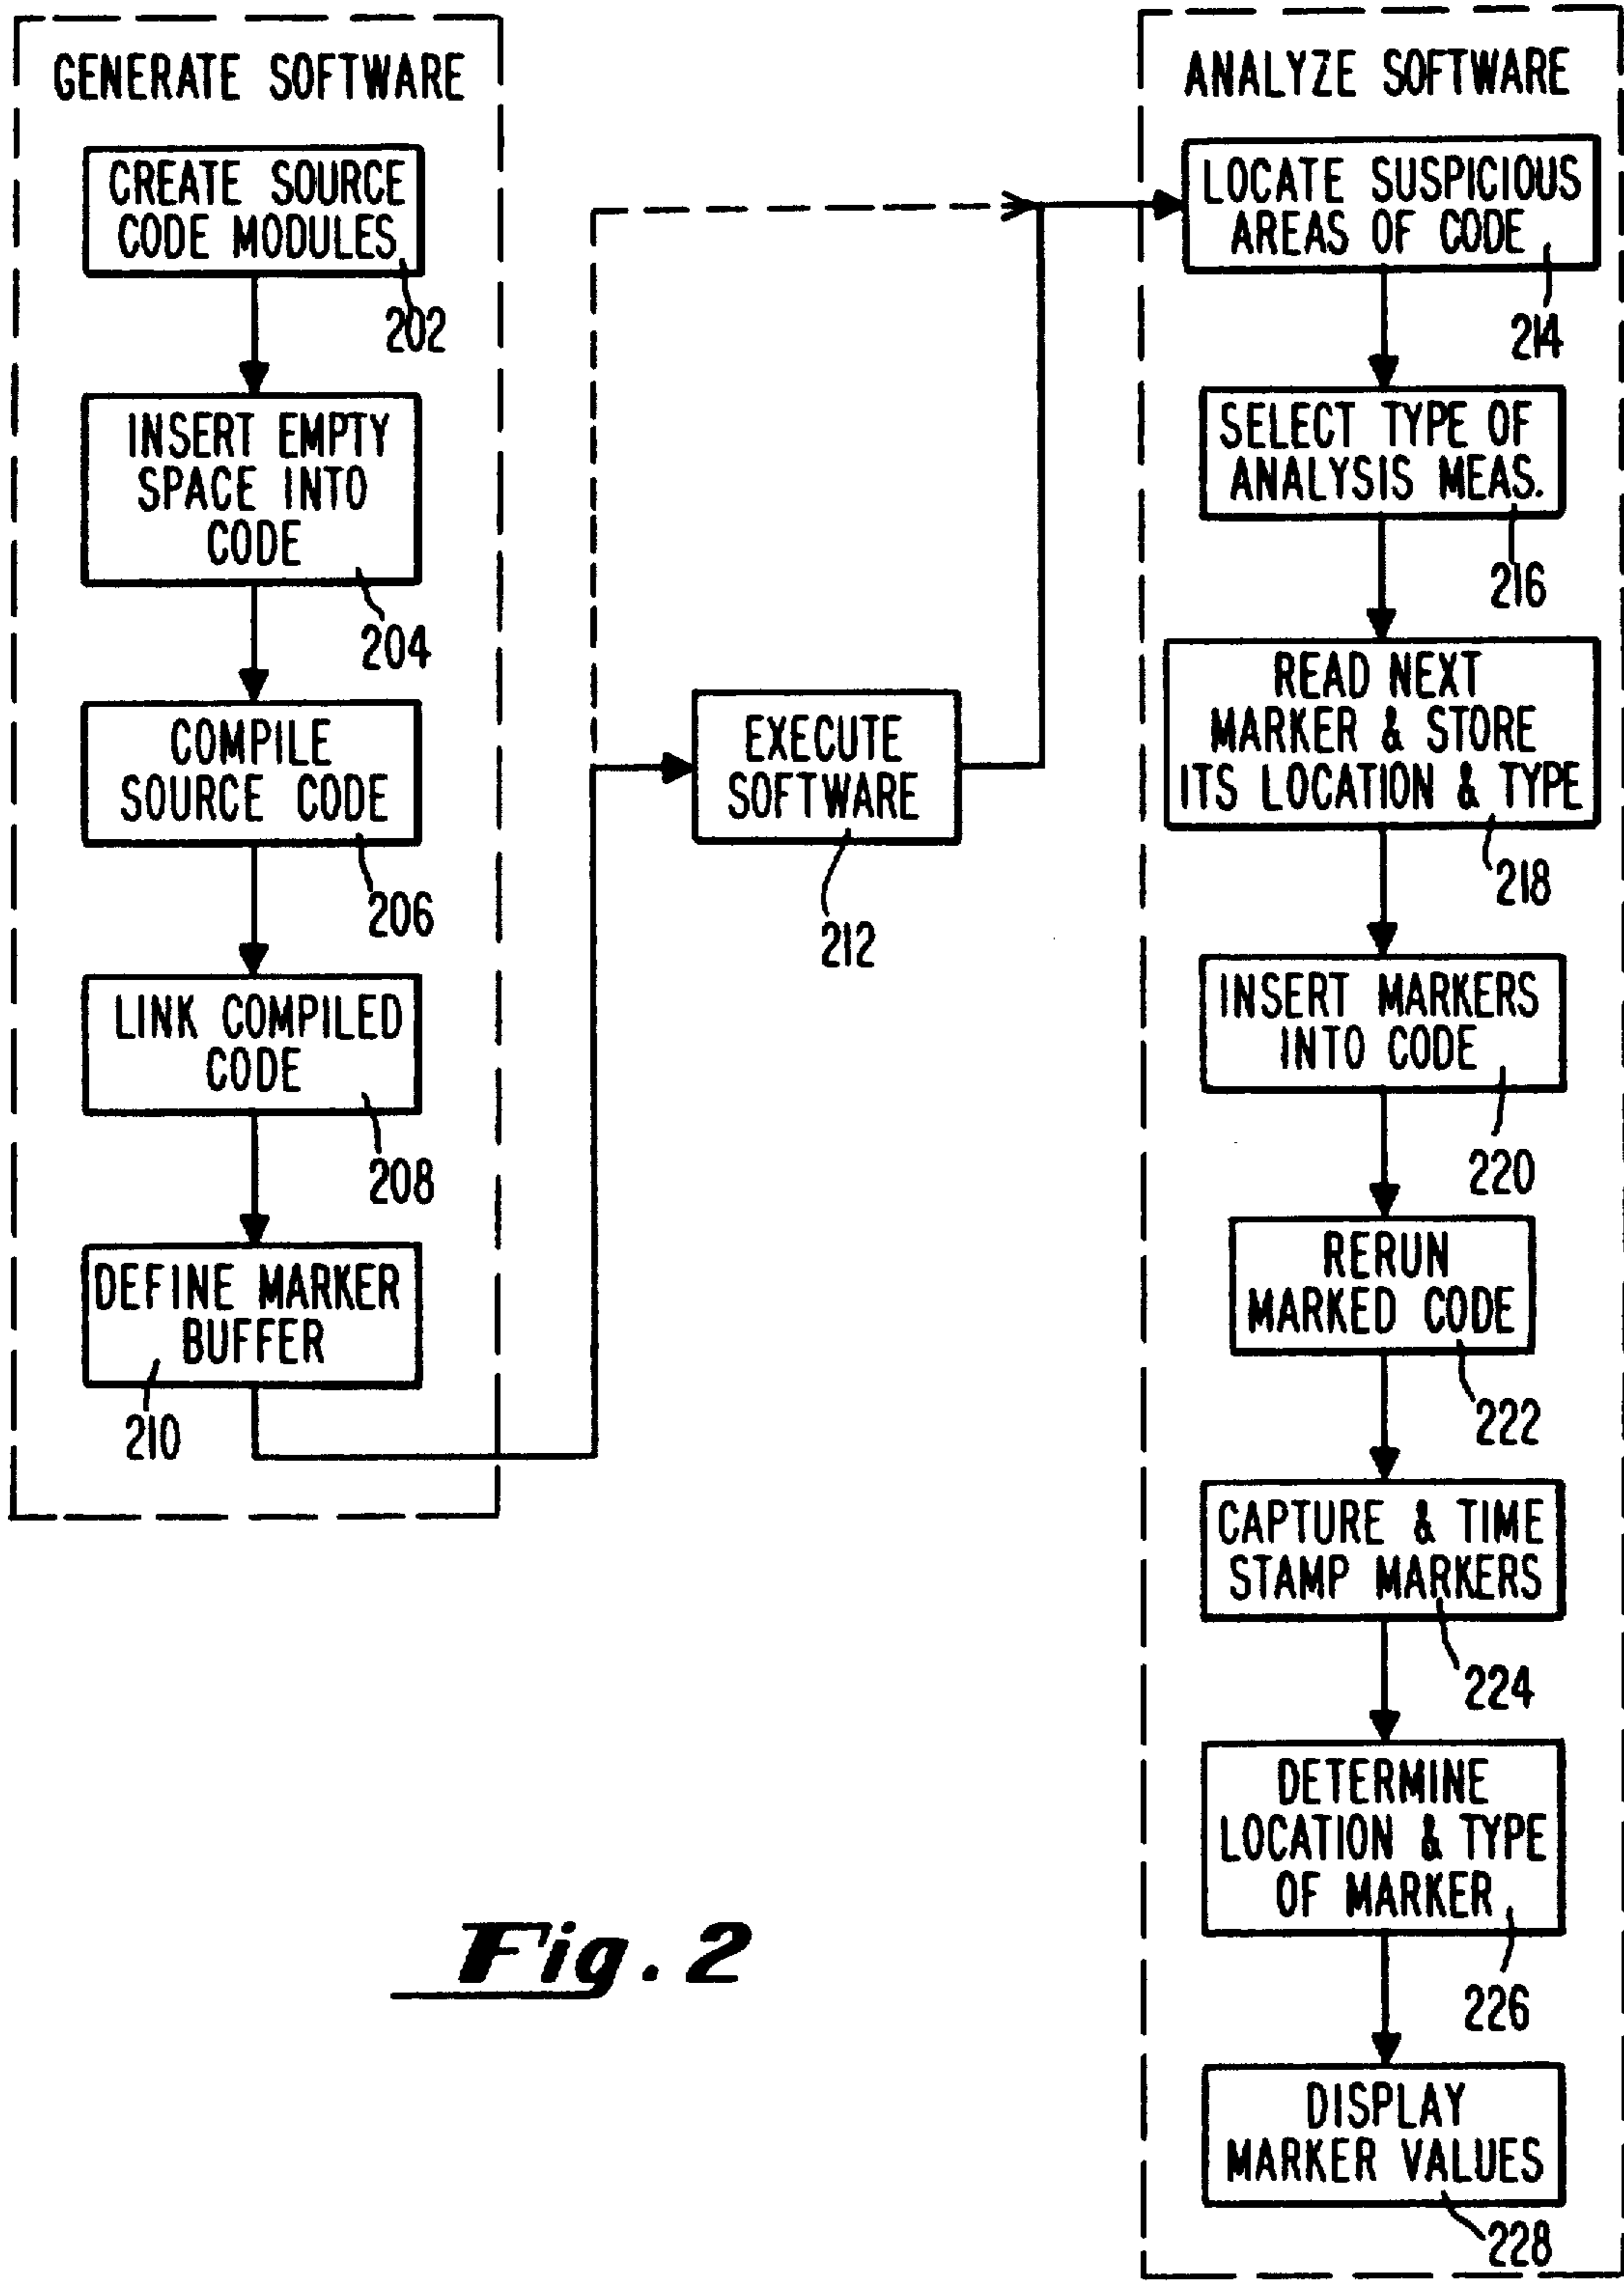 GENERATE SOFTWARE
CREATE SOURCE
CODE MODULES
202
INSERT EMPTY
SPACE INTO
CODE
204
COMPILE
SOURCE CODE
206
LINK COMPILED
CODE
208
DEFINE MARKER
BUFFER
210
EXECUTE
SOFTWARE
212
ANALYZE SOFTWARE
LOCATE SUSPICIOUS
AREAS OF CODE
214
SELECT TYPE OF
ANALYSIS MEAS.
216
READ NEXT
MARKER & STORE
ITS LOCATION & TYPE
218
INSERT MARKERS
INTO CODE
220
RERUN
MARKED CODE
222
CAPTURE & TIME
STAMP MARKERS
224
DETERMINE
LOCATION & TYPE
OF MARKER
226
DISPLAY
MARKER VALUES
228
Fig. 2